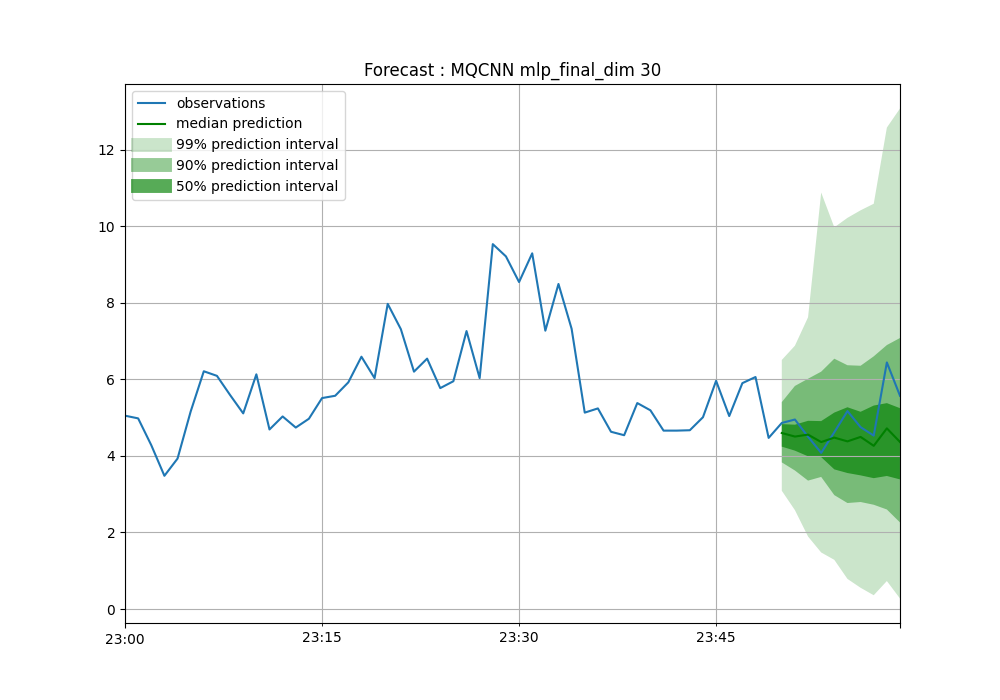 Forecast : MQCNN mlp_final_dim 30
observations
median prediction
99% prediction interval
90% prediction interval
50% prediction interval
12
10
8
6
4
2
0
23:00 23:15 23:30 23:45